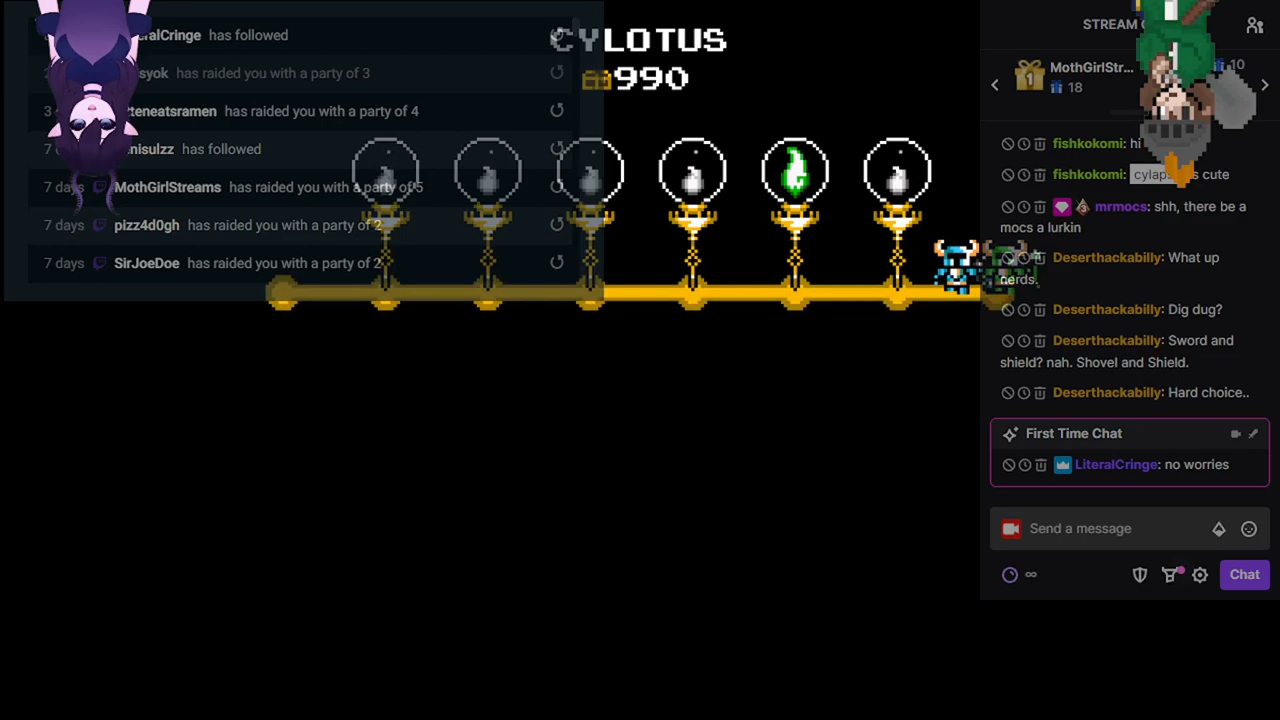 eralCringe has followed
syok has raided you with a party of 3
tteneatsramen has raided you with a party of 4
nisulzz has followed
7 days MothGirlStreams has raided you with a party of 5
7 days pizz4d0gh has raided you with a party of 2
7 days SirJoeDoe has raided you with a party of 2
CYLOTUS
990
STREAM C
1 MothGirlStr...
18
10
fishkokomi: hi
fishkokomi: cylap s cute
mrmocs: shh, there be a
mocs a lurkin
Deserthackabilly: What up
nerds.
Deserthackabilly: Dig dug?
Deserthackabilly: Sword and
shield? nah. Shovel and Shield.
Deserthackabilly: Hard choice..
First Time Chat
LiteralCringe: no worries
Send a message
∞
Chat